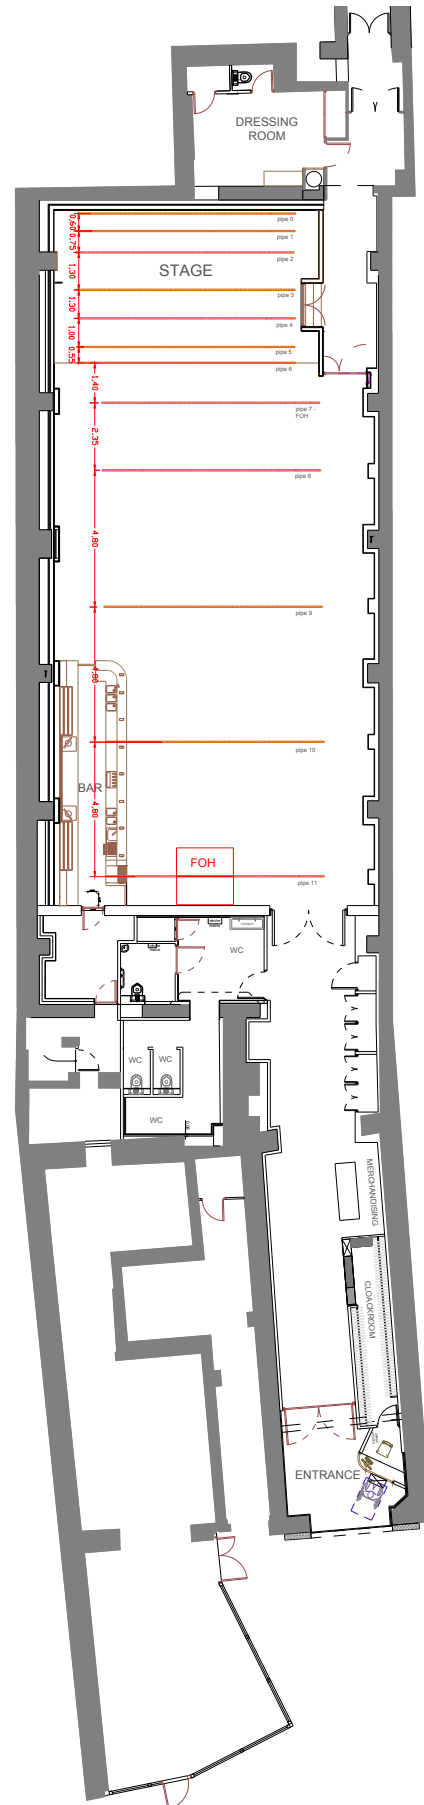 DRESSING
ROOM
pipe 0
0,60
pipe 1
0,75
pipe 2
STAGE
1,30
pipe 3
1,30
pipe 4
1,00
pipe 5
0,55
pipe 6
1,40
pipe 7 -
FOH
2,35
pipe 8
4,80
pipe 9
4,80
pipe 10
BAR
4,80
FOH
pipe 11
WC
WC
WC
WC
MERCHANDISING
CLOACKROOM
ENTRANCE